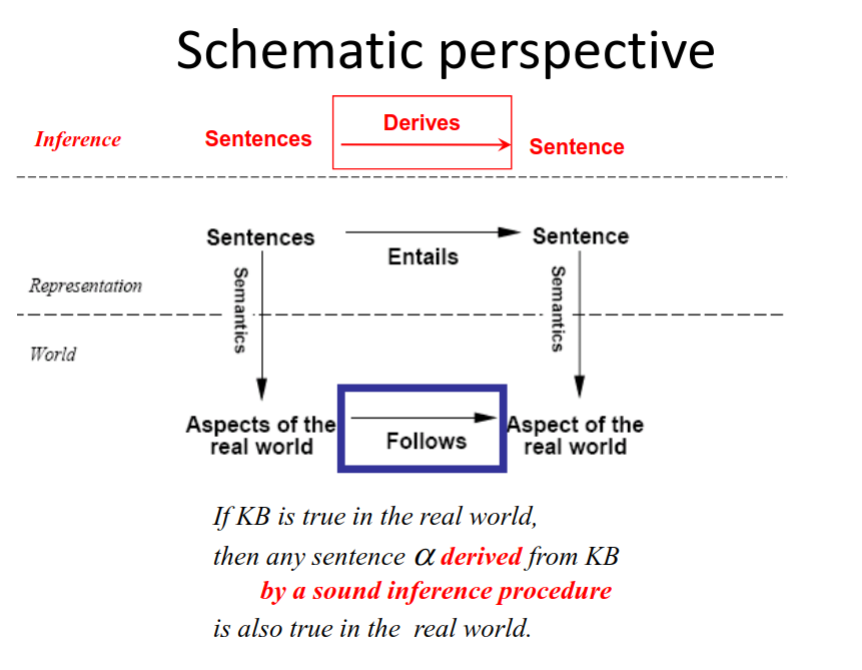 Schematic perspective
Inference
Sentences
Derives
Sentence
Sentences
Entails
Sentence
Semantics
Semantics
Representation
World
Aspects of the
real world
Follows
Aspect of the
real world
If KB is true in the real world,
then any sentence α derived from KB
by a sound inference procedure
is also true in the real world.